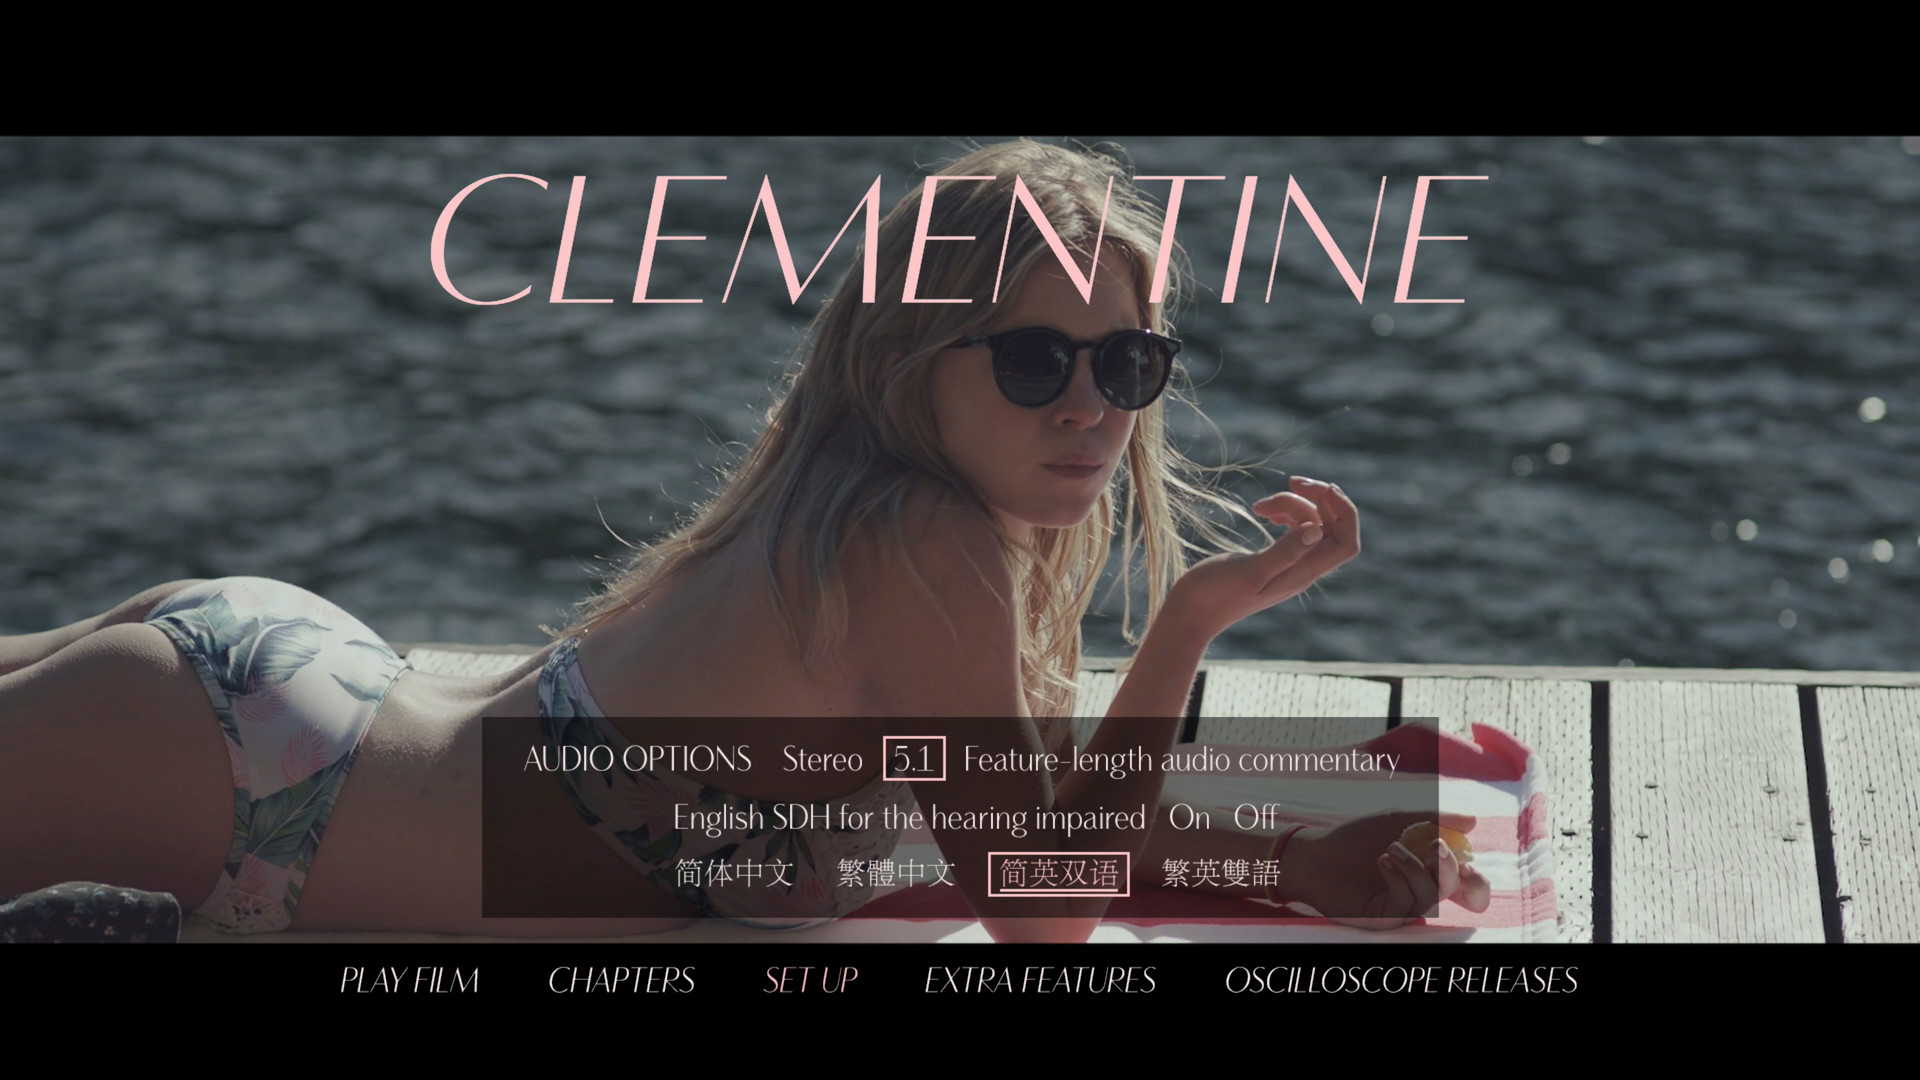 CLEMENTINE
AUDIO OPTIONS Stereo 5.1 Feature-length audio commentary
English SDH for the hearing impaired On Off
简体中文 繁體中文 简英双语 繁英雙語
PLAY FILM CHAPTERS SET UP EXTRA FEATURES OSCILLOSCOPE RELEASES